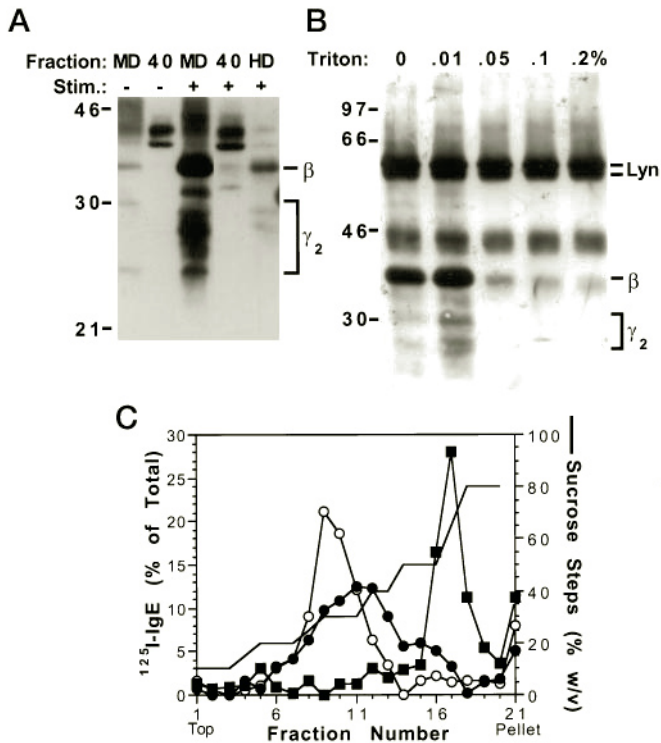 A
Fraction: MD 40 MD 40 HD
Stim.: - - + + +
46
β
30
γ2
21
B
Triton: 0 .01 .05 .1 .2%
97
66
Lyn
46
β
30
γ2
C
125I-IgE (% of Total)
30
25
20
15
10
5
0
100
80
60
40
20
0
Sucrose Steps (% w/v)
1 6 11 16 21
Top Pellet
Fraction Number